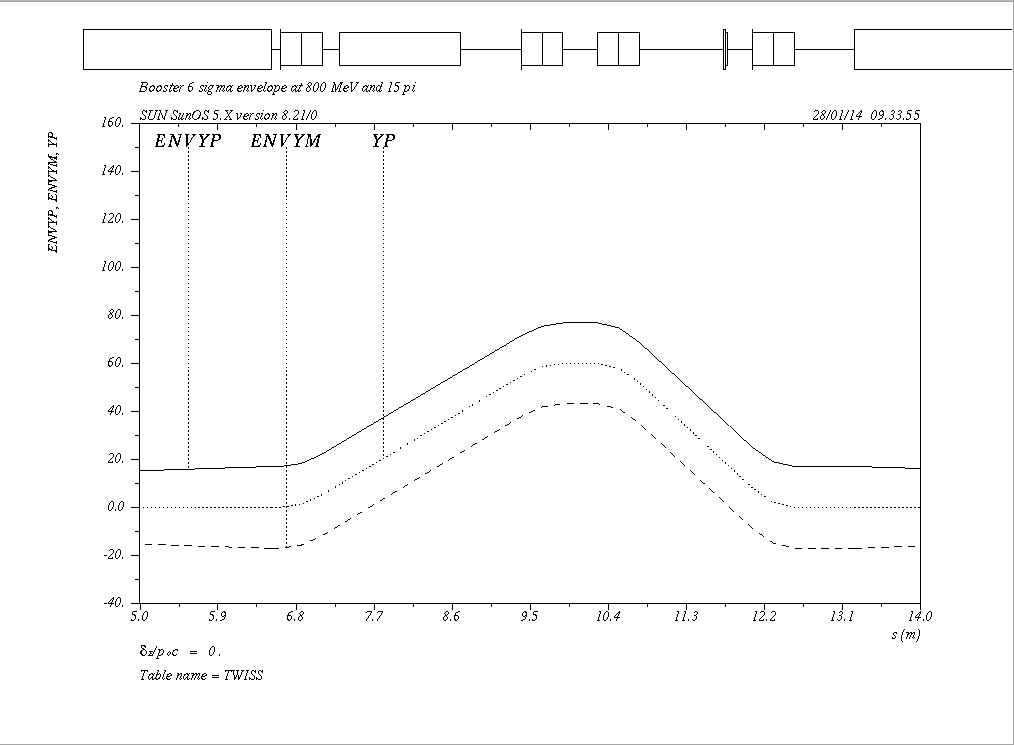 Booster 6 sigma envelope at 800 MeV and 15 pi
SUN SunOS 5.X version 8.21/0 28/01/14 09.33.55
ENVYP ENVYM YP
ENVYP, ENVYM, YP
160.
140.
120.
100.
80.
60.
40.
20.
0.0
-20.
-40.
5.0 5.9 6.8 7.7 8.6 9.5 10.4 11.3 12.2 13.1 14.0
s (m)
δᴇ/p₀c = 0.
Table name = TWISS